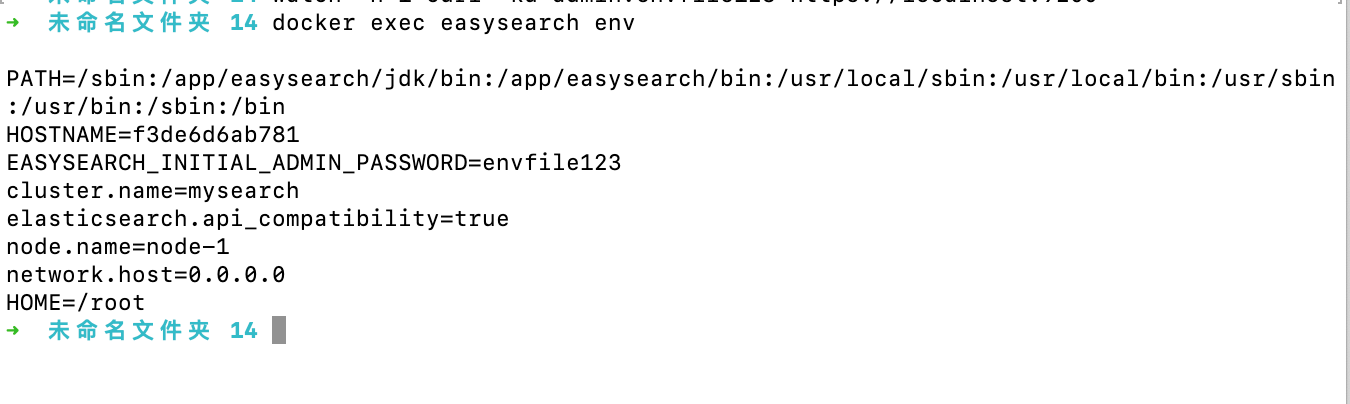 ➜ 未命名文件夹 14 docker exec easysearch env
PATH=/sbin:/app/easysearch/jdk/bin:/app/easysearch/bin:/usr/local/sbin:/usr/local/bin:/usr/sbin
:/usr/bin:/sbin:/bin
HOSTNAME=f3de6d6ab781
EASYSEARCH_INITIAL_ADMIN_PASSWORD=envfile123
cluster.name=mysearch
elasticsearch.api_compatibility=true
node.name=node-1
network.host=0.0.0.0
HOME=/root
➜ 未命名文件夹 14